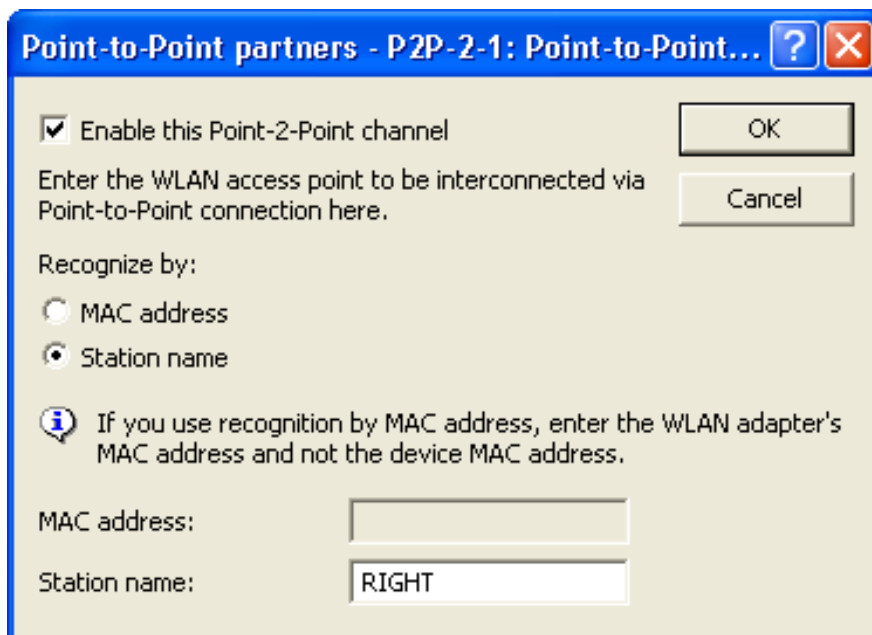 Point-to-Point partners - P2P-2-1: Point-to-Point...
Enable this Point-2-Point channel
OK
Enter the WLAN access point to be interconnected via
Point-to-Point connection here.
Cancel
Recognize by:
MAC address
Station name
If you use recognition by MAC address, enter the WLAN adapter's
MAC address and not the device MAC address.
MAC address:
Station name: RIGHT